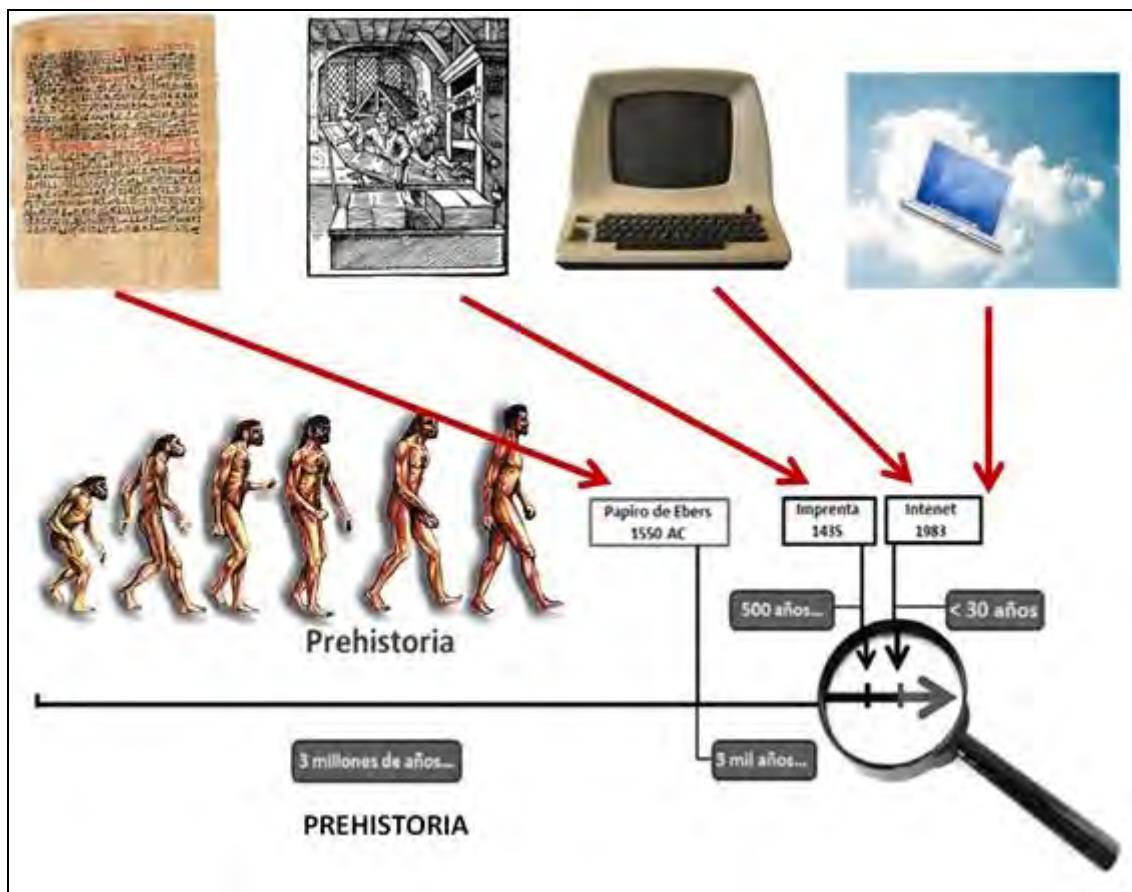 Papiro de Ebers
1550 AC
Imprenta
1435
Intenet
1983
500 años...
< 30 años
Prehistoria
3 millones de años...
3 mil años...
PREHISTORIA